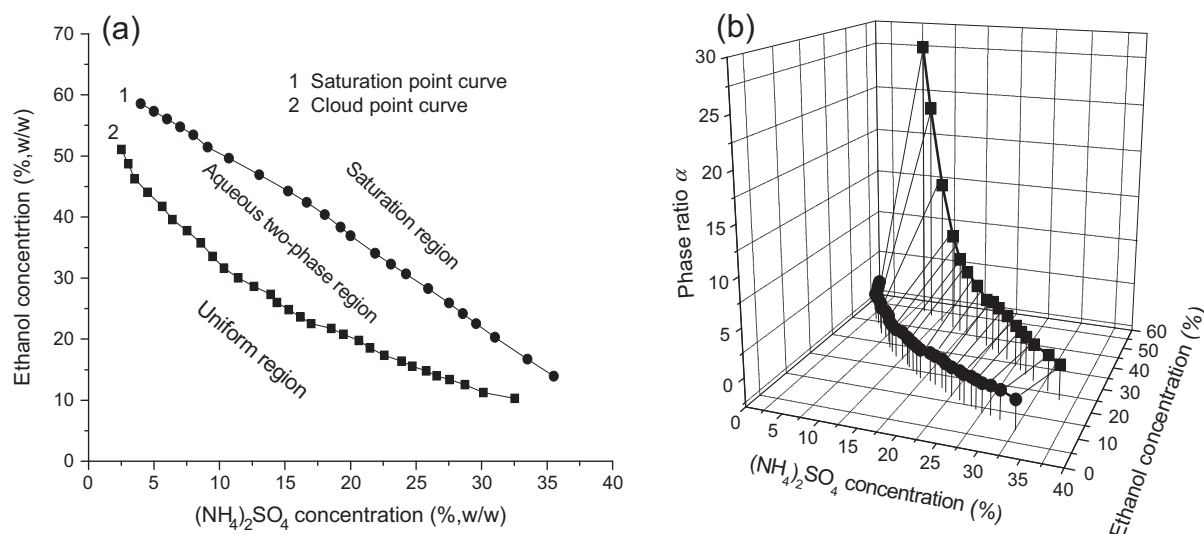 (a)
70
60
50
40
30
20
10
0
Ethanol concentrtion (%,w/w)
1 Saturation point curve
2 Cloud point curve
1
2
Saturation region
Aqueous two-phase region
Uniform region
0 5 10 15 20 25 30 35 40
(NH₄)₂SO₄ concentration (%,w/w)
(b)
30
25
20
15
10
5
0
Phase ratio α
0 5 10 15 20 25 30 35 40
(NH₄)₂SO₄ concentration (%)
60
50
40
30
20
10
0
Ethanol concentration (%)